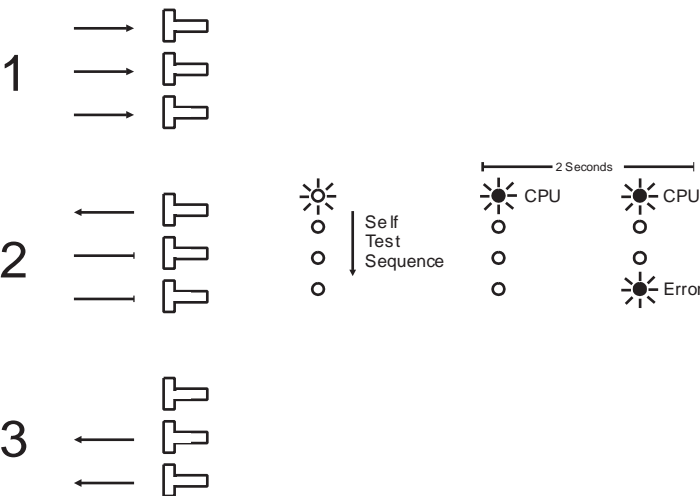 1
2 Seconds
CPU
CPU
Self
Test
Sequence
2
Error
3